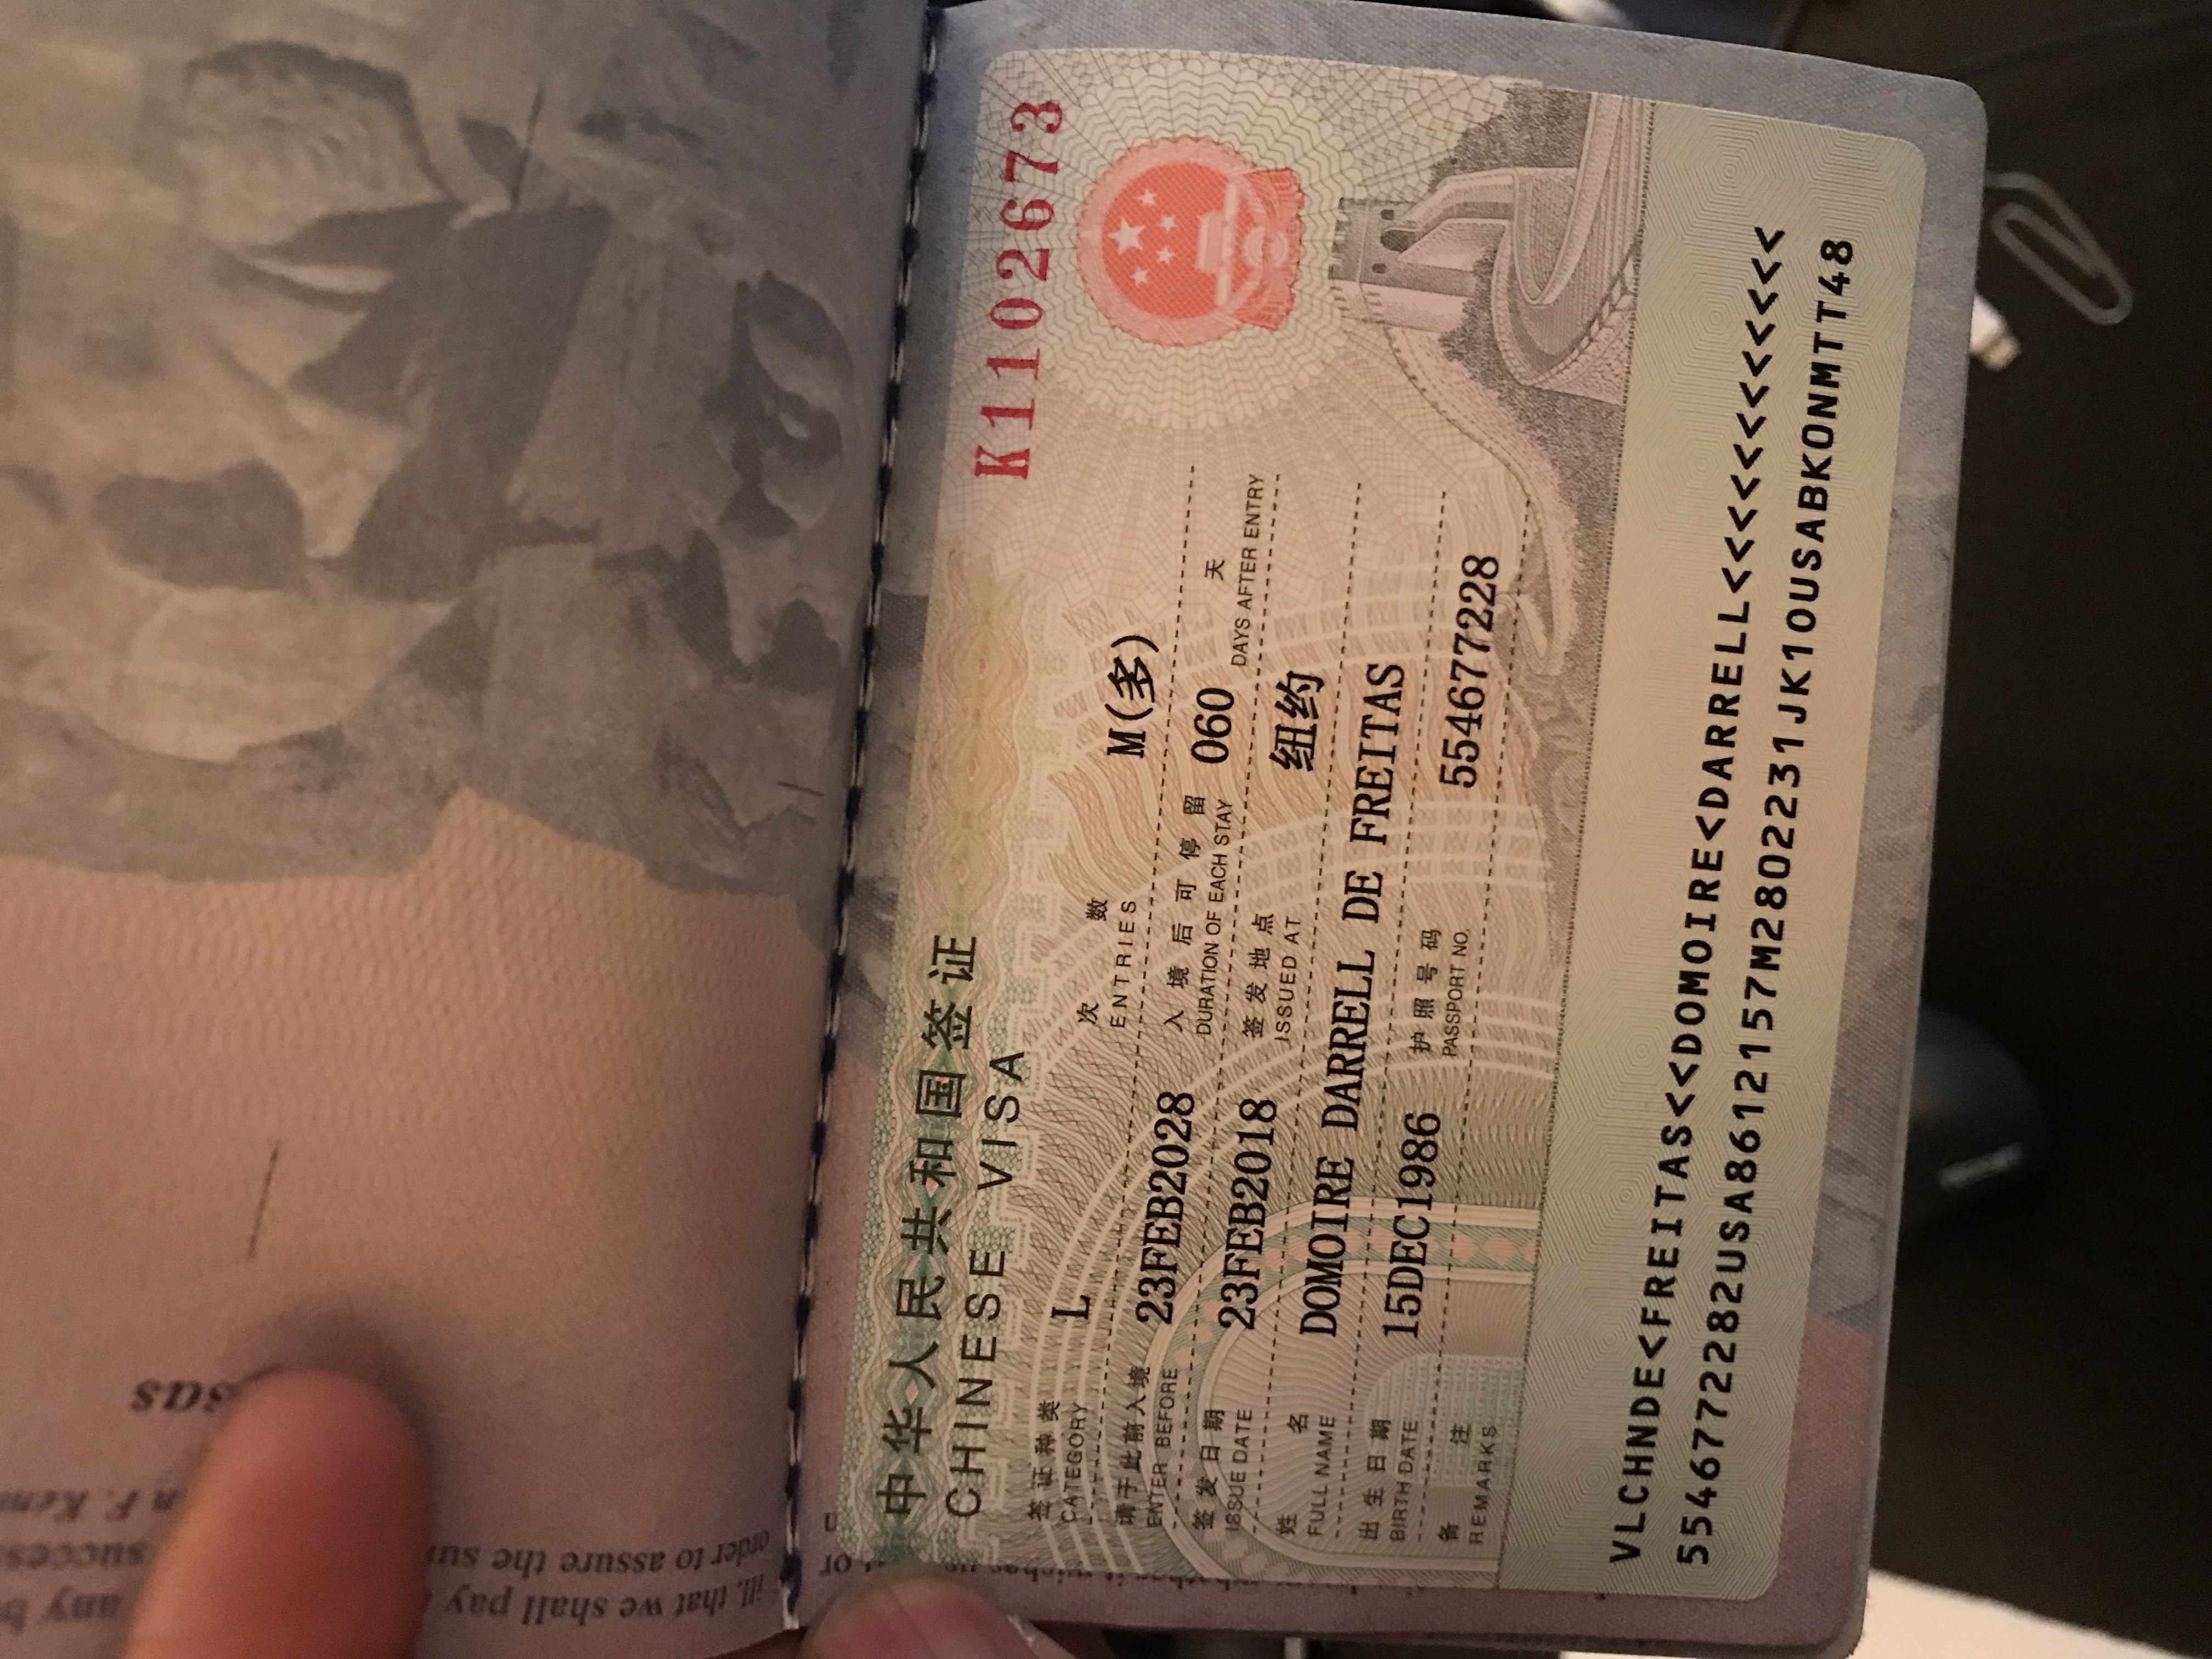 any b
success
n F. Kenn
sas
ill, that we shall pay
order to assure the su
中华人民共和国签证
CHINESE VISA
K1102673
签证种类
CATEGORY
L
次 数
ENTRIES
M(多)
请于此前入境
ENTER BEFORE
23FEB2028
入境后可停留
DURATION OF EACH STAY
060
天
DAYS AFTER ENTRY
签发日期
ISSUE DATE
23FEB2018
签发地点
ISSUED AT
纽约
姓 名
FULL NAME
DOMOIRE DARRELL DE FREITAS
出生日期
BIRTH DATE
15DEC1986
护照号码
PASSPORT NO.
554677228
备 注
REMARKS
VLCHNDE<FREITAS<<DOMOIRE<DARRELL<<<<<<<<<<<<
5546772282USA8612157M2802231JK10USABK0NMTT48